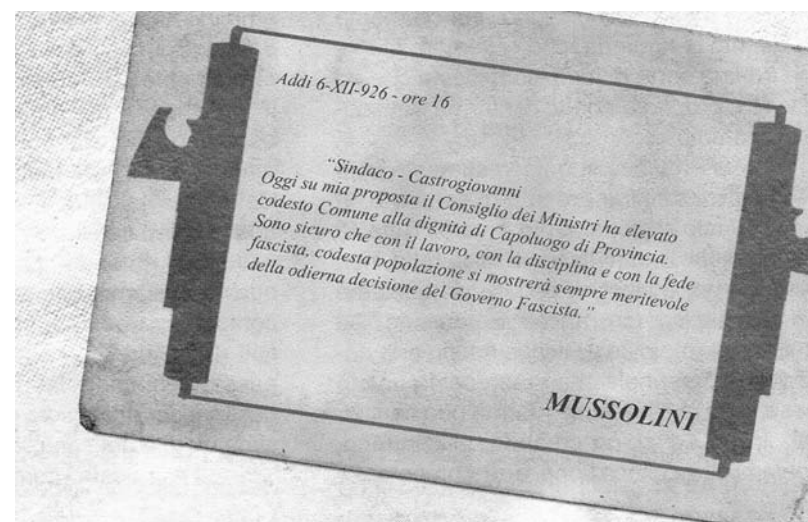 Addi 6-XII-926 - ore 16
“Sindaco - Castrogiovanni
Oggi su mia proposta il Consiglio dei Ministri ha elevato
codesto Comune alla dignità di Capoluogo di Provincia.
Sono sicuro che con il lavoro, con la disciplina e con la fede
fascista, codesta popolazione si mostrerà sempre meritevole
della odierna decisione del Governo Fascista.”
MUSSOLINI